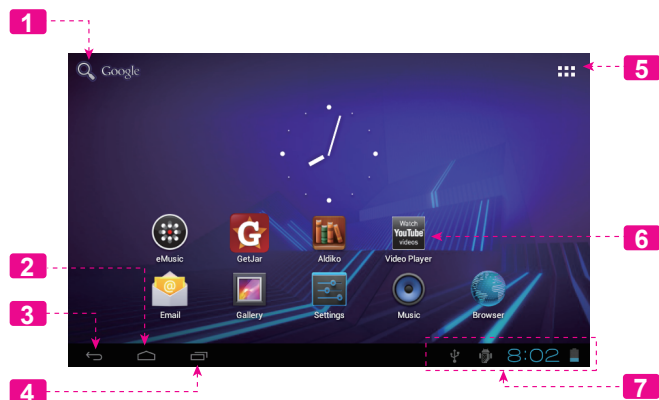 1
Google
5
Watch
YouTube
videos
G
eMusic
GetJar
Aldiko
Video Player
6
2
@
Email
Gallery
Settings
Music
Browser
3
8:02
4
7